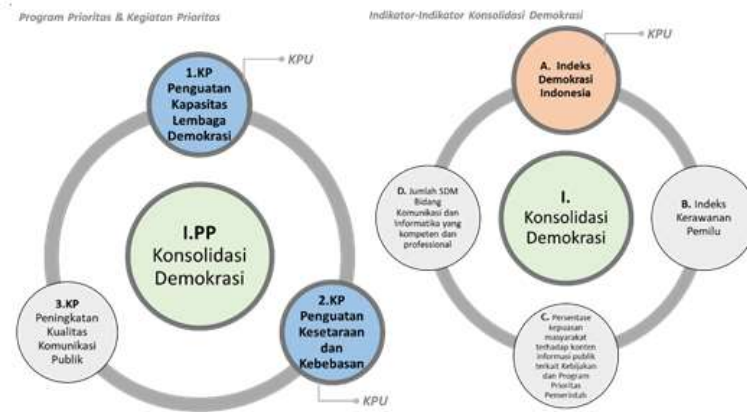 Program Prioritas & Kegiatan Prioritas
KPU
1.KP
Penguatan
Kapasitas
Lembaga
Demokrasi
I.PP
Konsolidasi
Demokrasi
3.KP
Peningkatan
Kualitas
Komunikasi
Publik
2.KP
Penguatan
Kesetaraan
dan
Kebebasan
KPU
Indikator-Indikator Konsolidasi Demokrasi
KPU
A. Indeks
Demokrasi
Indonesia
D. Jumlah SDM
Bidang
Komunikasi dan
Informatika yang
kompeten dan
professional
I.
Konsolidasi
Demokrasi
B. Indeks
Kerawanan
Pemilu
C. Persentase
kepuasan
masyarakat
terhadap konten
informasi publik
terkait Kebijakan
dan Program
Prioritas
Pemerintah